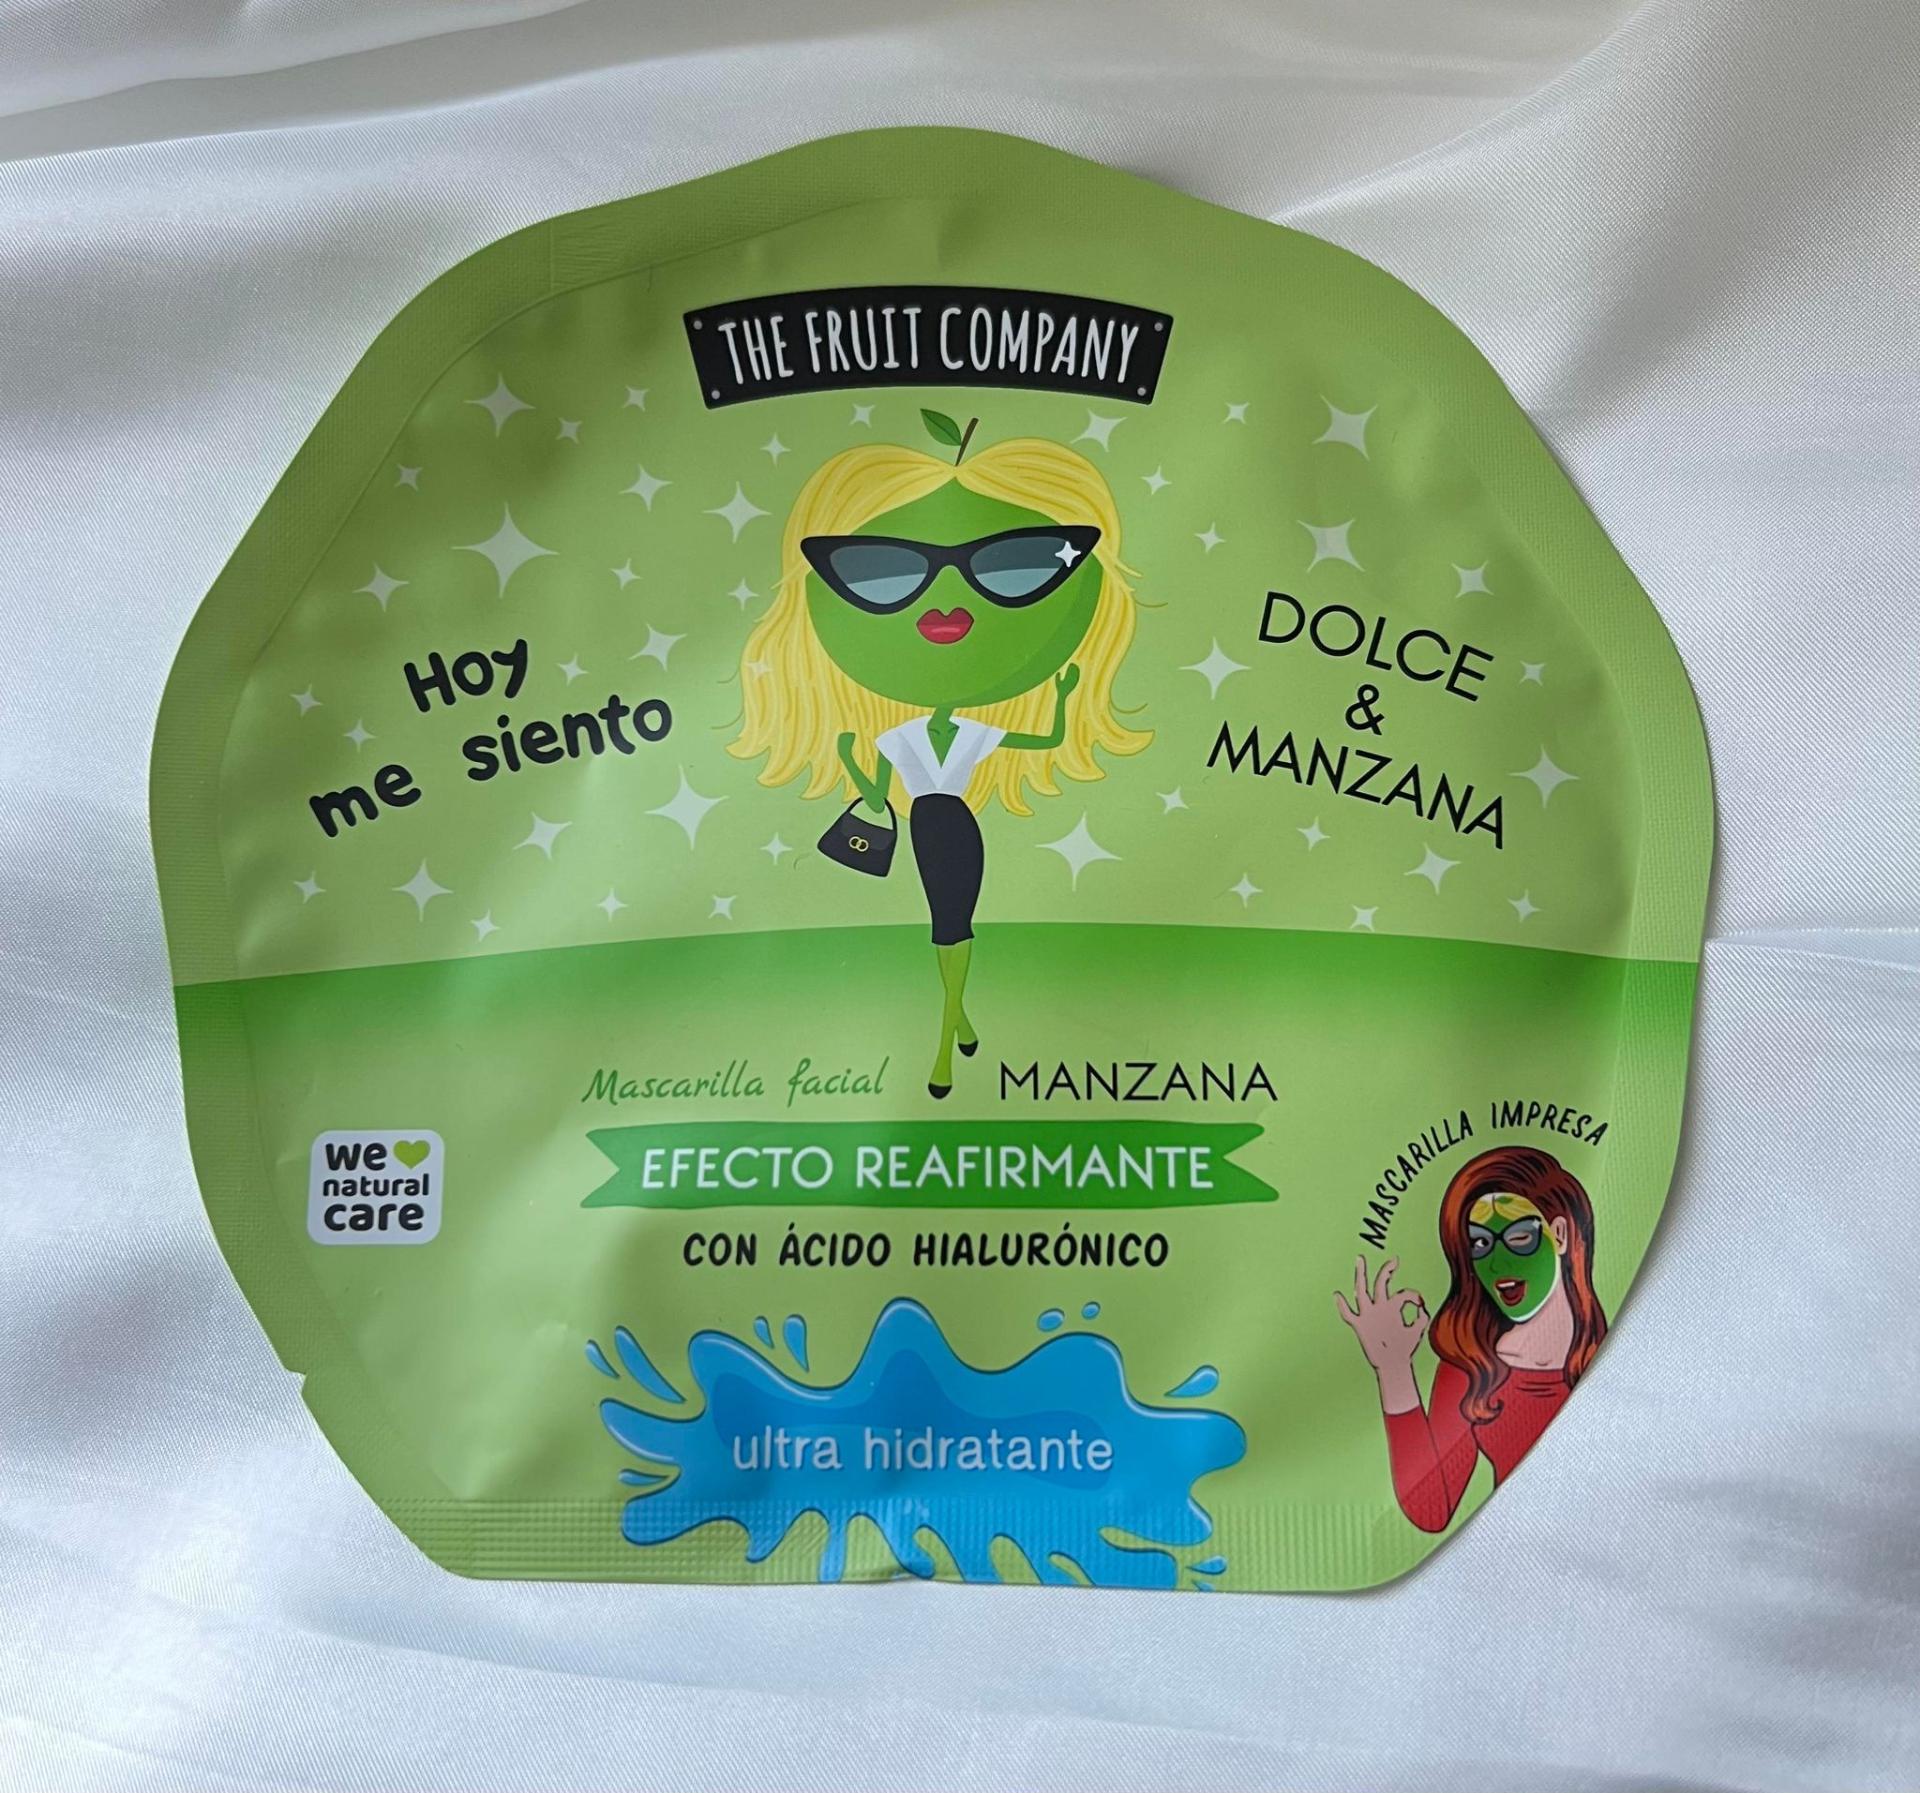 THE FRUIT COMPANY
Hoy
me siento
DOLCE
&
MANZANA
Mascarilla facial MANZANA
EFECTO REAFIRMANTE
CON ÁCIDO HIALURÓNICO
we
natural
care
MASCARILLA IMPRESA
ultra hidratante